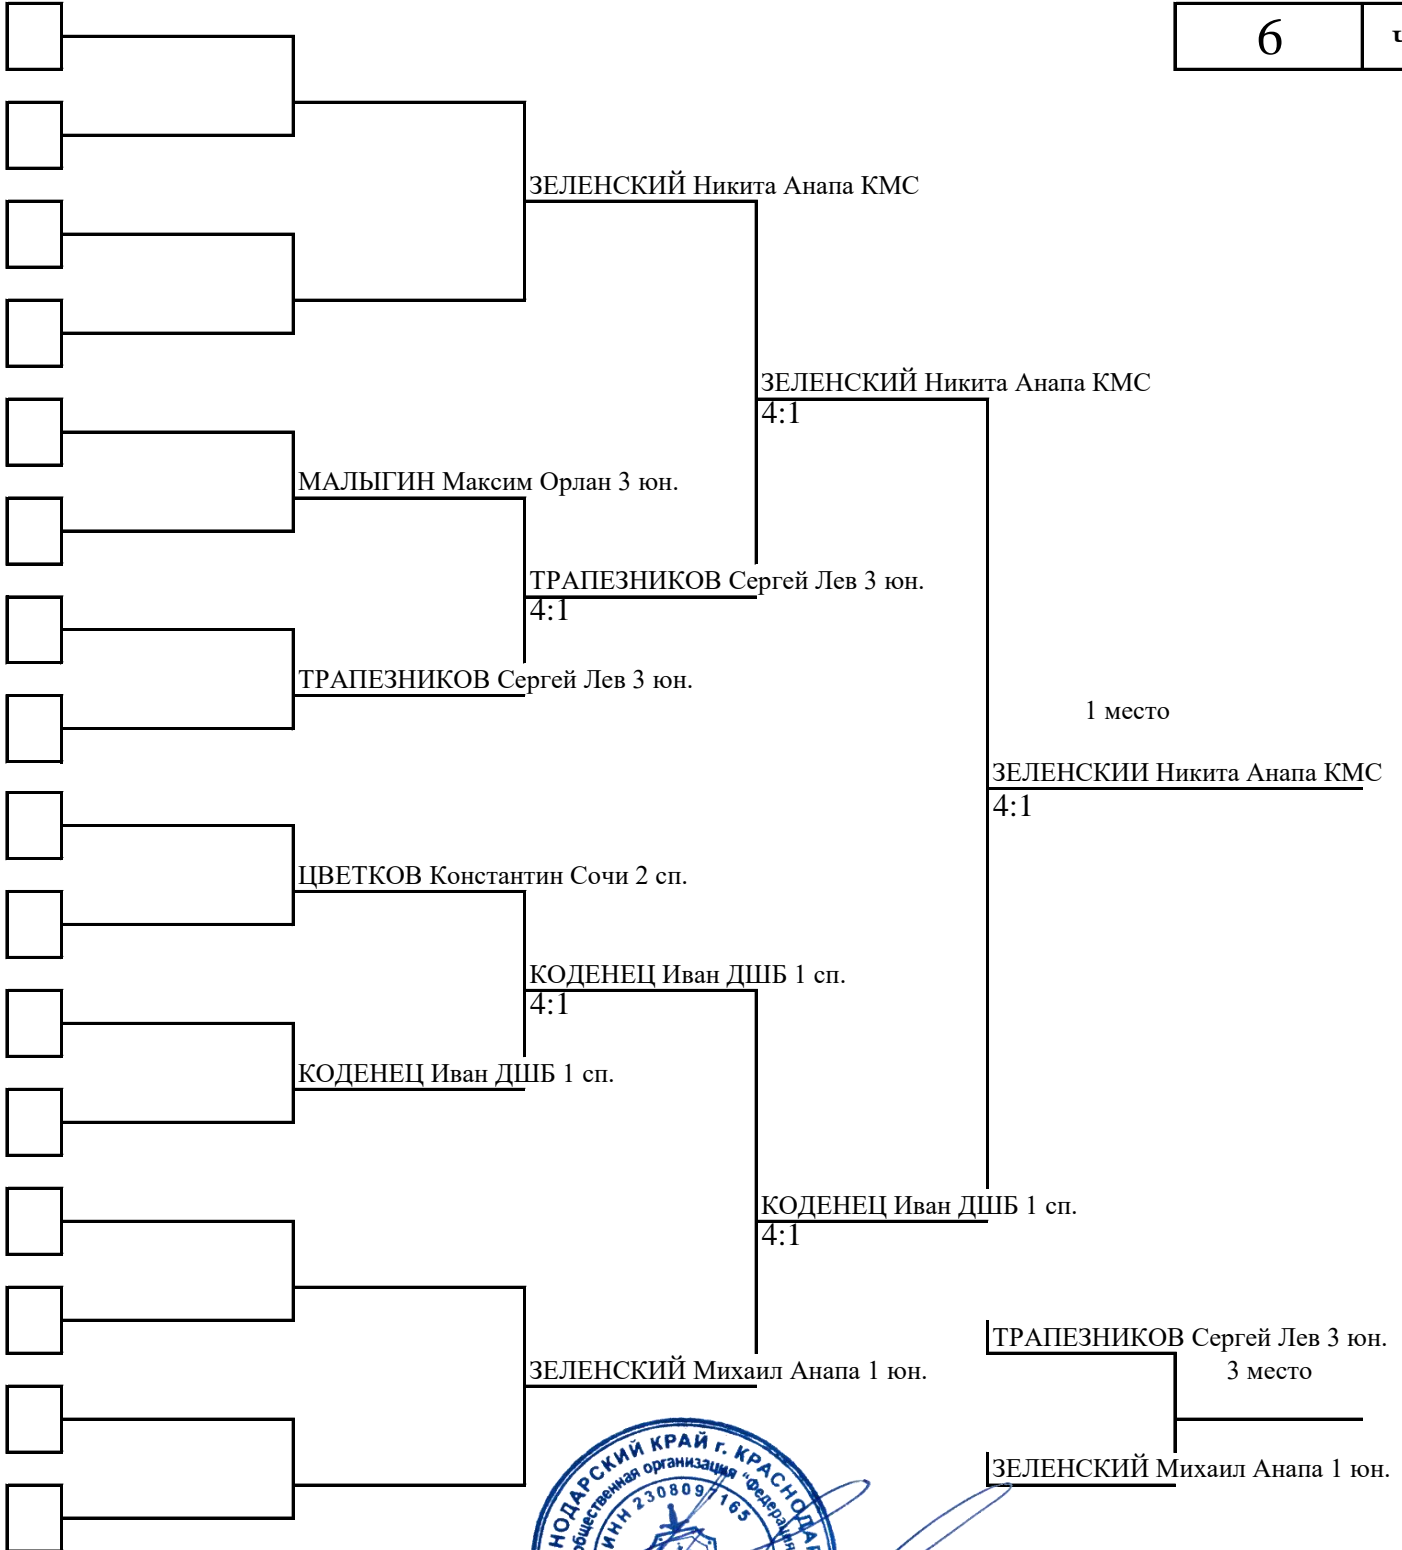 6
ЗЕЛЕНСКИЙ Никита Анапа КМС
ЗЕЛЕНСКИЙ Никита Анапа КМС
4:1
МАЛЫГИН Максим Орлан 3 юн.
ТРАПЕЗНИКОВ Сергей Лев 3 юн.
4:1
ТРАПЕЗНИКОВ Сергей Лев 3 юн.
1 место
ЗЕЛЕНСКИИ Никита Анапа КМС
4:1
ЦВЕТКОВ Константин Сочи 2 сп.
КОДЕНЕЦ Иван ДШБ 1 сп.
4:1
КОДЕНЕЦ Иван ДШБ 1 сп.
КОДЕНЕЦ Иван ДШБ 1 сп.
4:1
ТРАПЕЗНИКОВ Сергей Лев 3 юн.
3 место
ЗЕЛЕНСКИЙ Михаил Анапа 1 юн.
ЗЕЛЕНСКИЙ Михаил Анапа 1 юн.
КРАЙ г.
организация "Федерация
ИНН 2308097165